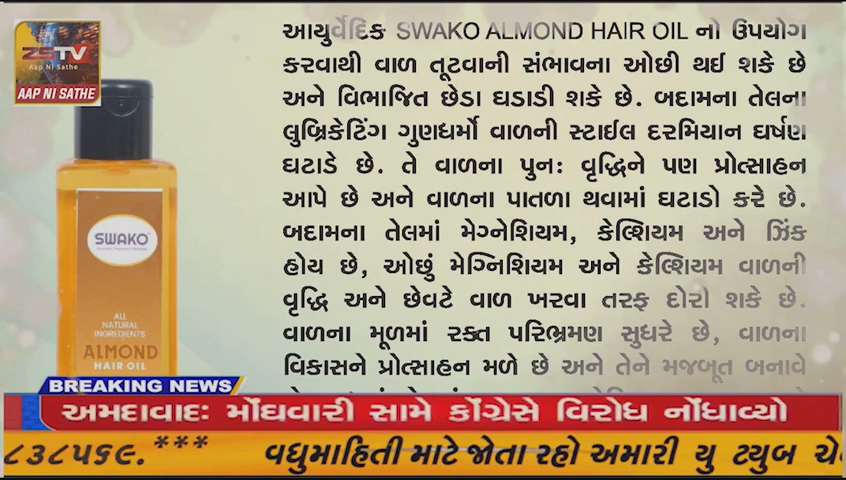 ZSTV
Aap Ni Sathe
AAP NI SATHE
આયુર્વેદિક SWAKO ALMOND HAIR OIL નો ઉપયોગ
કરવાથી વાળ તૂટવાની સંભાવના ઓછી થઈ શકે છે
અને વિભાજિત છેડા ઘડાડી શકે છે. બદામના તેલના
લુબ્રિકેટિંગ ગુણધર્મો વાળની સ્ટાઈલ દરમિયાન ઘર્ષણ
ઘટાડે છે. તે વાળના પુનઃ વૃદ્ધિને પણ પ્રોત્સાહન
આપે છે અને વાળના પાતળા થવામાં ઘટાડો કરે છે.
બદામના તેલમાં મેગ્નેશિયમ, કેલ્શિયમ અને ઝિંક
હોય છે, ઓછું મેગ્નિશિયમ અને કેલ્શિયમ વાળની
વૃદ્ધિ અને છેવટે વાળ ખરવા તરફ દોરી શકે છે.
વાળના મૂળમાં રક્ત પરિભ્રમણ સુધરે છે, વાળના
વિકાસને પ્રોત્સાહન મળે છે અને તેને મજબૂત બનાવે
SWAKO
ALL
NATURAL
INGREDIENTS
ALMOND
HAIR OIL
BREAKING NEWS
અમદાવાદઃ મોંઘવારી સામે કોંગ્રેસે વિરોધ નોંધાવ્યો
૮૩૮૫૬૯.*** વધુમાહિતી માટે જોતા રહો અમારી યુ ટ્યુબ ચે